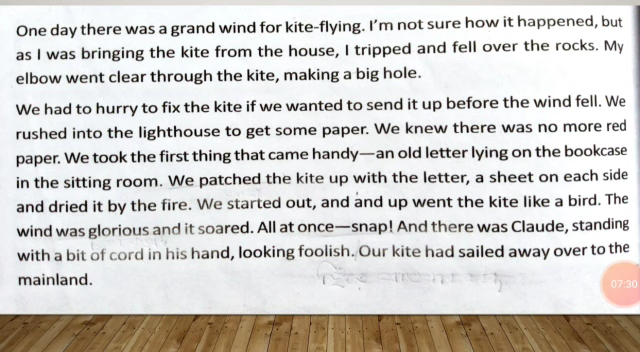 One day there was a grand wind for kite-flying. I'm not sure how it happened, but
as I was bringing the kite from the house, I tripped and fell over the rocks. My
elbow went clear through the kite, making a big hole.
We had to hurry to fix the kite if we wanted to send it up before the wind fell. We
rushed into the lighthouse to get some paper. We knew there was no more red
paper. We took the first thing that came handy—an old letter lying on the bookcase
in the sitting room. We patched the kite up with the letter, a sheet on each side
and dried it by the fire. We started out, and and up went the kite like a bird. The
wind was glorious and it soared. All at once—snap! And there was Claude, standing
with a bit of cord in his hand, looking foolish. Our kite had sailed away over to the
mainland.
07:30